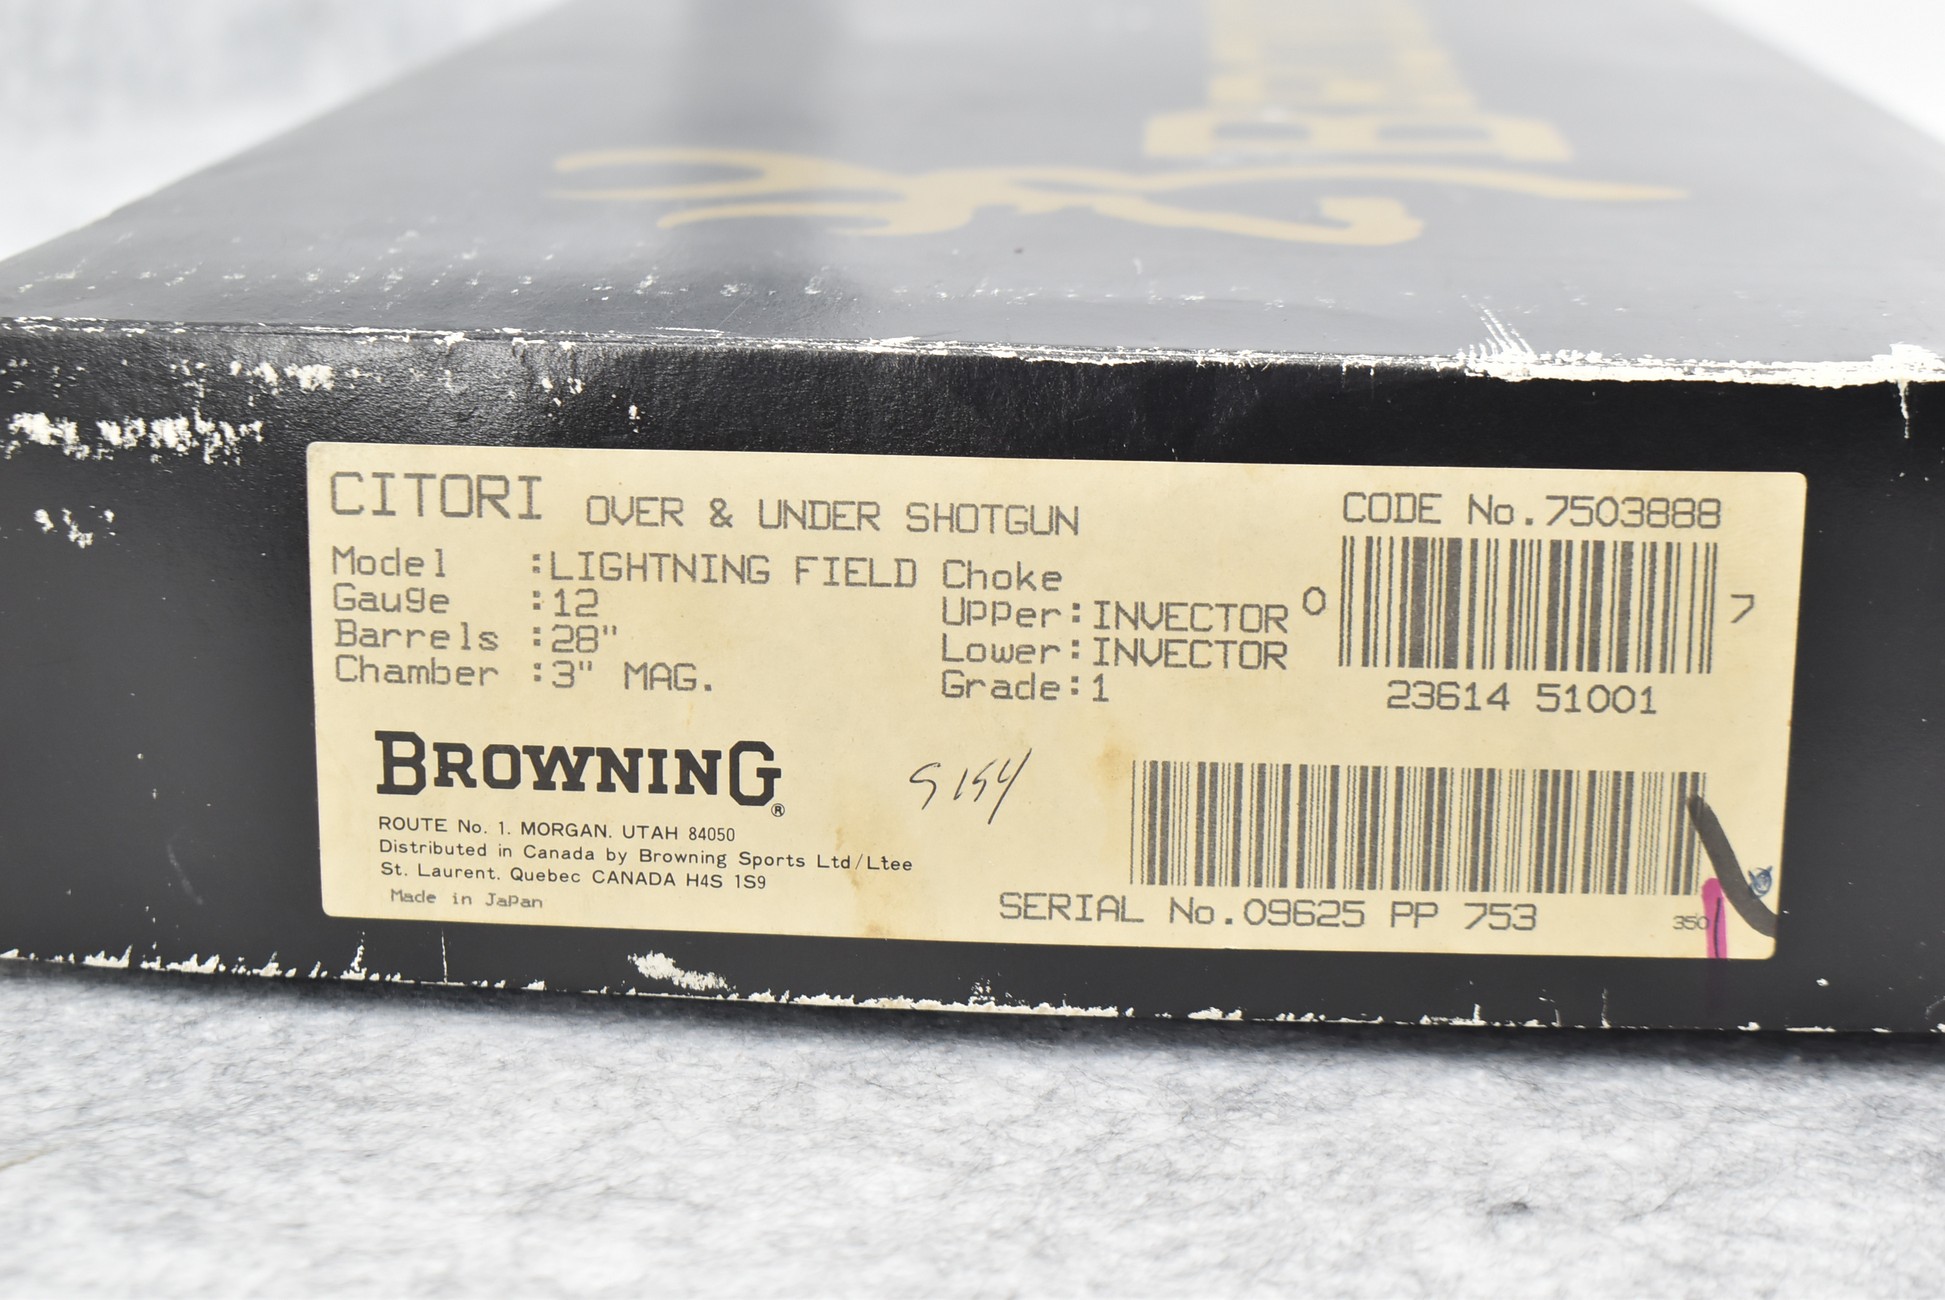 CITORI OVER & UNDER SHOTGUN
Model :LIGHTNING FIELD
Gauge :12
Barrels :28"
Chamber :3" MAG.
Choke
Upper:INVECTOR
Lower:INVECTOR
Grade:1
CODE No.7503888
0 7
23614 51001
BROWNING®
ROUTE No. 1. MORGAN. UTAH 84050
Distributed in Canada by Browning Sports Ltd/Ltee
St. Laurent. Quebec CANADA H4S 1S9
Made in Japan
SERIAL No.09625 PP 753
350